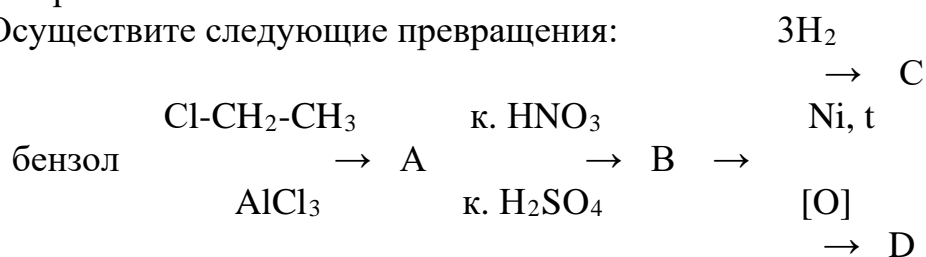 Осуществите следующие превращения: 3H₂
→ C
Cl-CH₂-CH₃ к. HNO₃ Ni, t
бензол → A → B →
AlCl₃ к. H₂SO₄ [O]
→ D